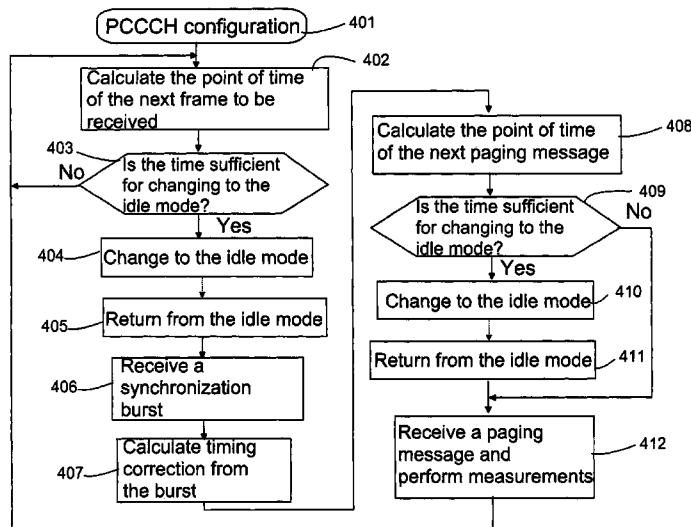 PCCCH configuration
401
402
Calculate the point of time
of the next frame to be
received
403
Is the time sufficient
for changing to the
idle mode?
No
Yes
404
Change to the idle mode
405
Return from the idle mode
406
Receive a
synchronization
burst
407
Calculate timing
correction from
the burst
408
Calculate the point of time
of the next paging message
409
Is the time sufficient
for changing to the
idle mode?
No
Yes
Change to the idle mode
410
Return from the idle mode
411
Receive a paging
message and
perform measurements
412